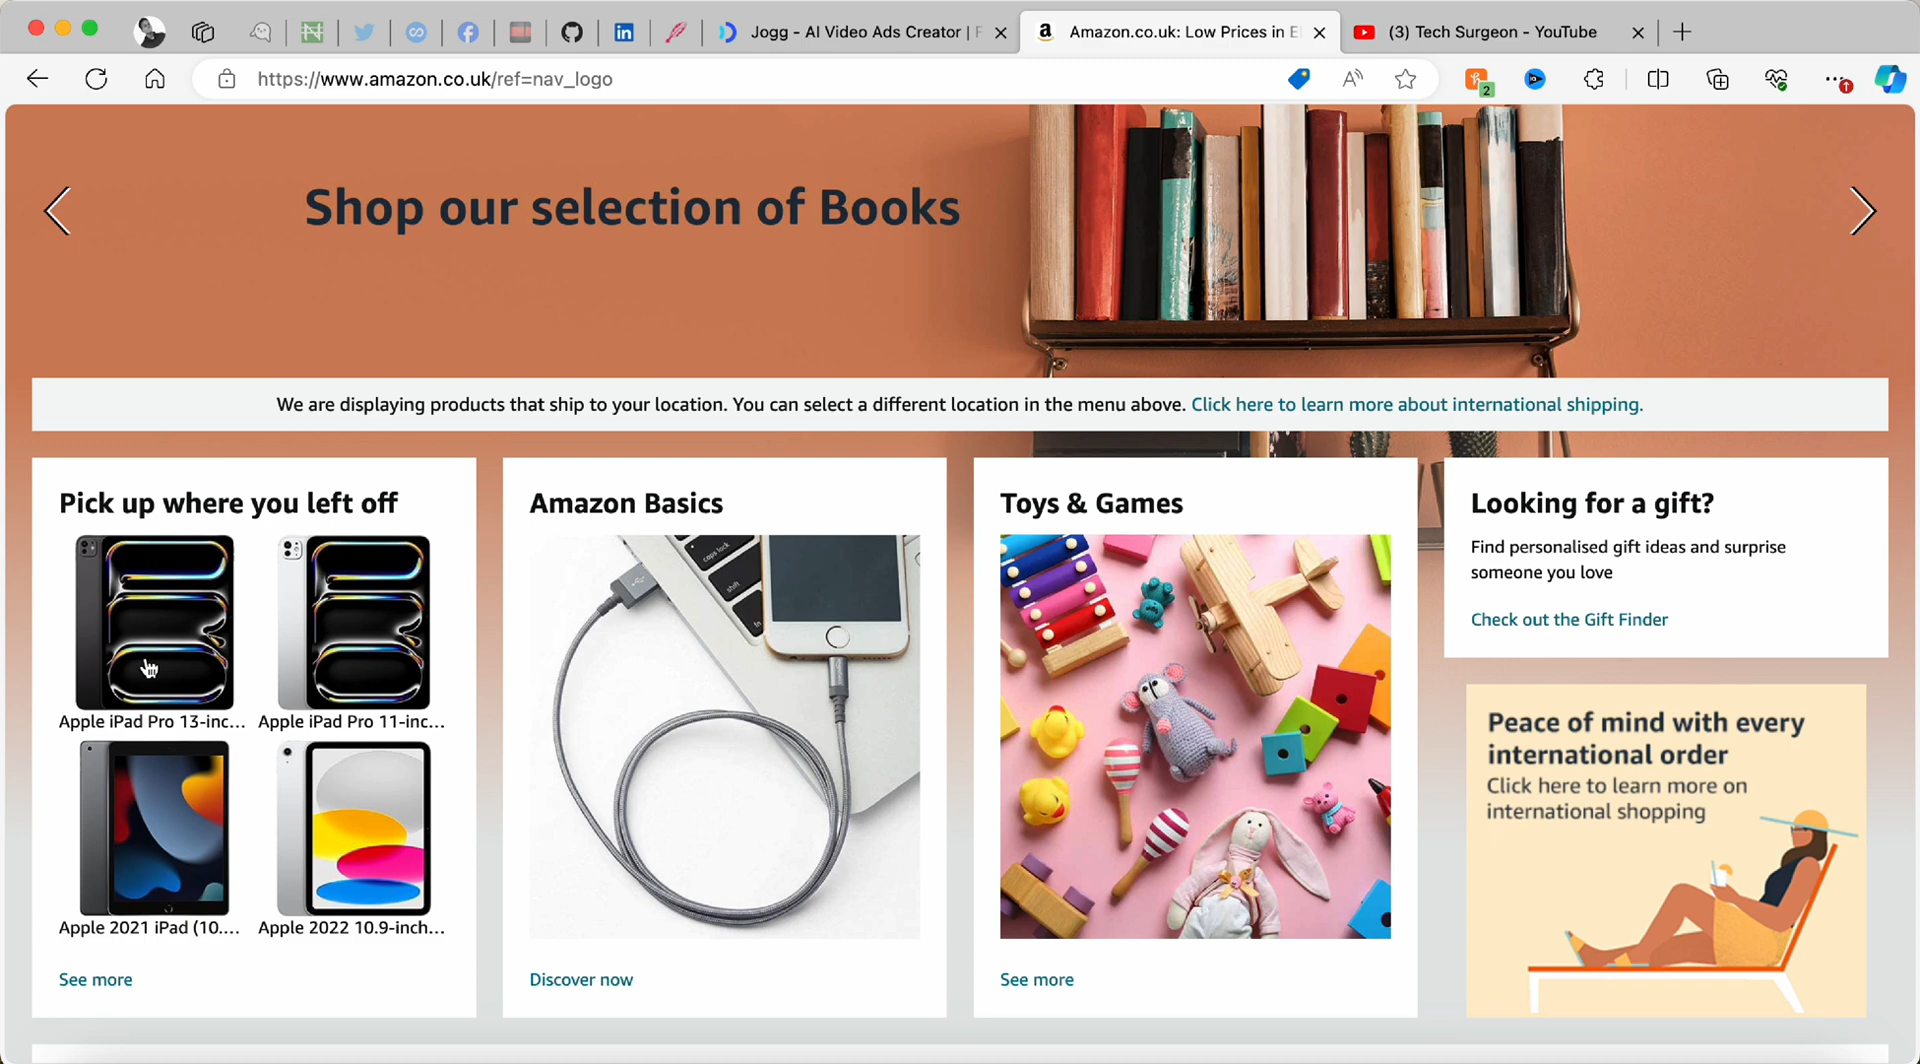 Jogg - AI Video Ads Creator | F
Amazon.co.uk: Low Prices in El
(3) Tech Surgeon - YouTube
https://www.amazon.co.uk/ref=nav_logo
2
Shop our selection of Books
We are displaying products that ship to your location. You can select a different location in the menu above. Click here to learn more about international shipping.
Pick up where you left off
Apple iPad Pro 13-inc...
Apple iPad Pro 11-inc...
Apple 2021 iPad (10....
Apple 2022 10.9-inch...
See more
Amazon Basics
caps lock
shift
fn
Discover now
Toys & Games
See more
Looking for a gift?
Find personalised gift ideas and surprise
someone you love
Check out the Gift Finder
Peace of mind with every
international order
Click here to learn more on
international shopping